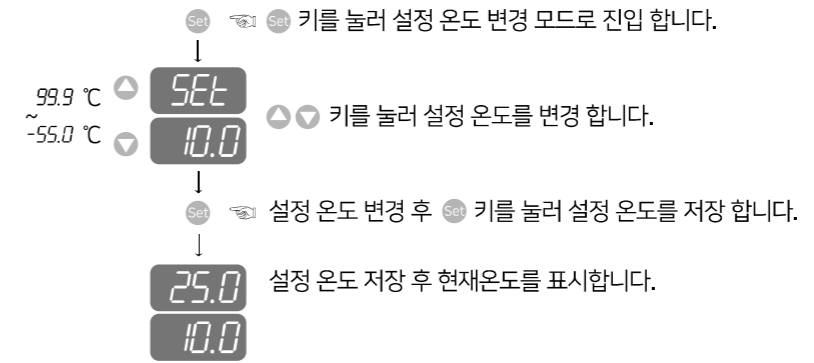 Set ☞ Set 키를 눌러 설정 온도 변경 모드로 진입 합니다.
99.9 ℃
~
-55.0 ℃
SEt
10.0
키를 눌러 설정 온도를 변경 합니다.
Set ☞ 설정 온도 변경 후 Set 키를 눌러 설정 온도를 저장 합니다.
25.0
10.0
설정 온도 저장 후 현재온도를 표시합니다.